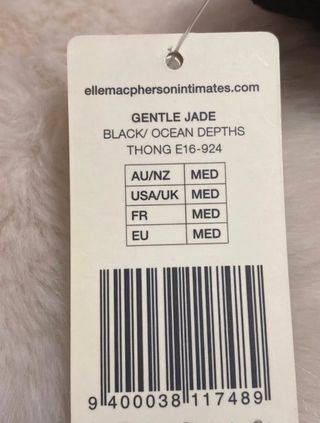 ellemacphersonintimates.com
GENTLE JADE
BLACK/ OCEAN DEPTHS
THONG E16-924
AU/NZ MED
USA/UK MED
FR MED
EU MED
9 400038 117489